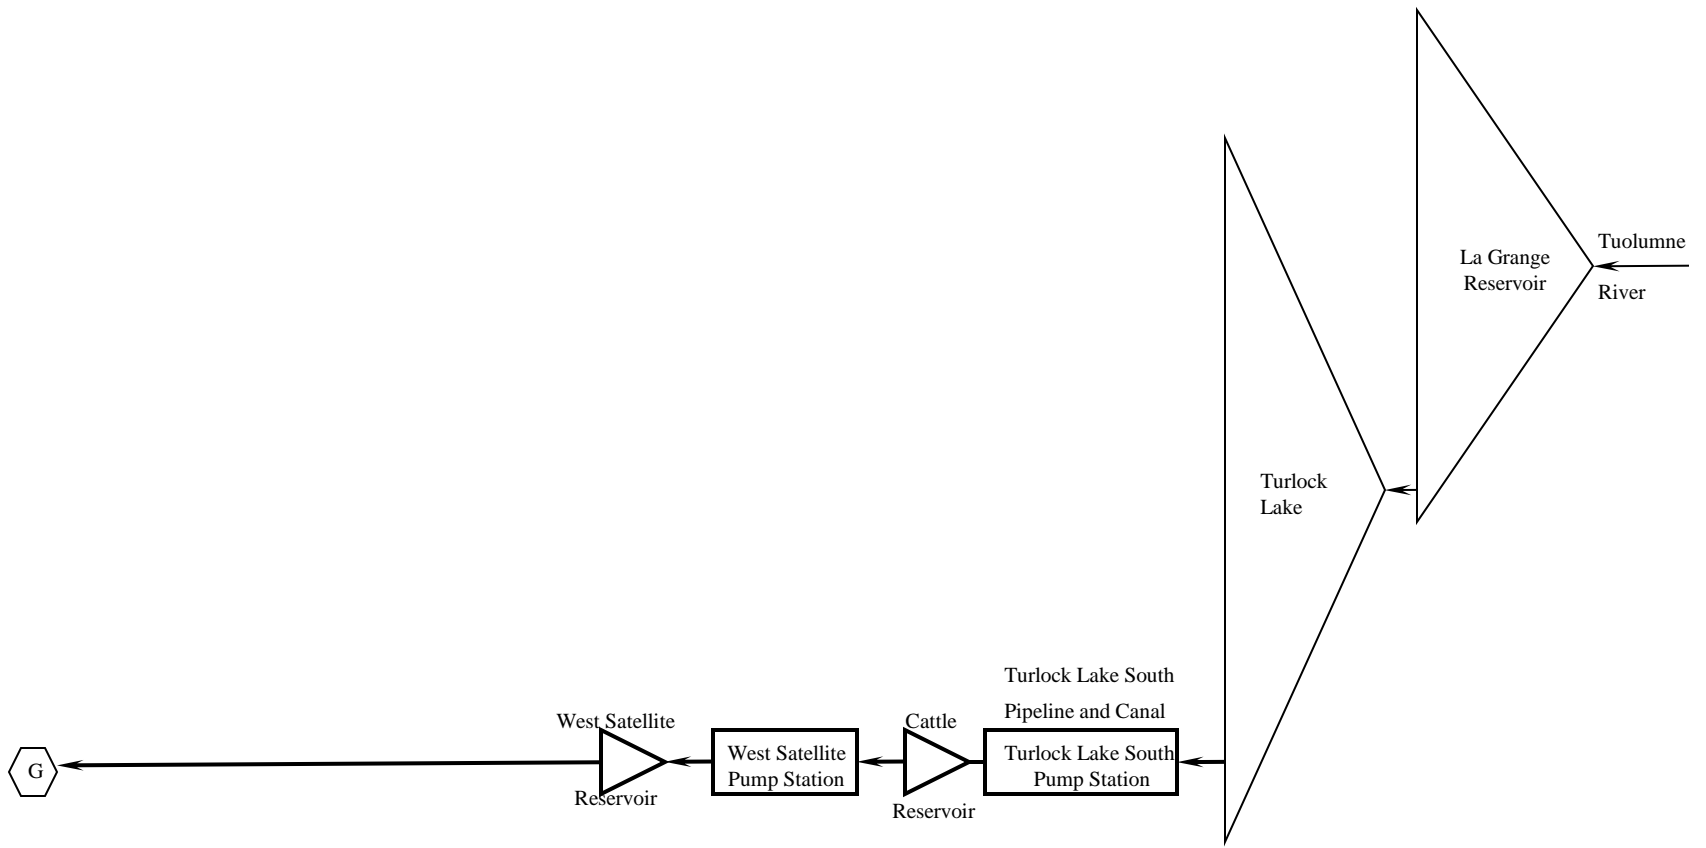 Tuolumne
River
La Grange
Reservoir
Turlock
Lake
Turlock Lake South
Pipeline and Canal
Turlock Lake South
Pump Station
Cattle
Reservoir
West Satellite
Pump Station
West Satellite
Reservoir
G